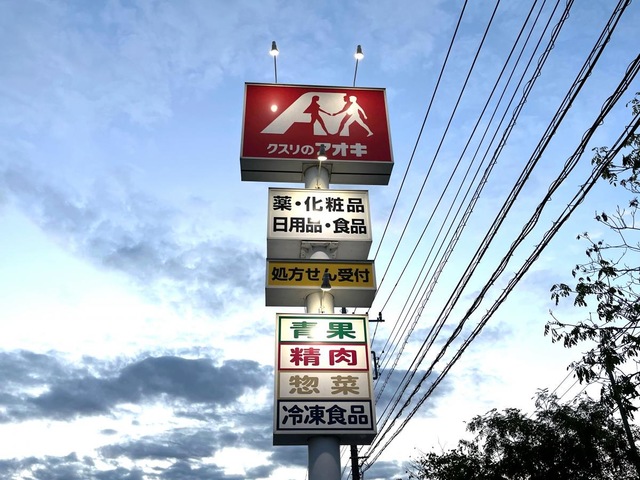 クスリのアオキ
薬・化粧品
日用品・食品
処方せん受付
青果
精肉
惣菜
冷凍食品